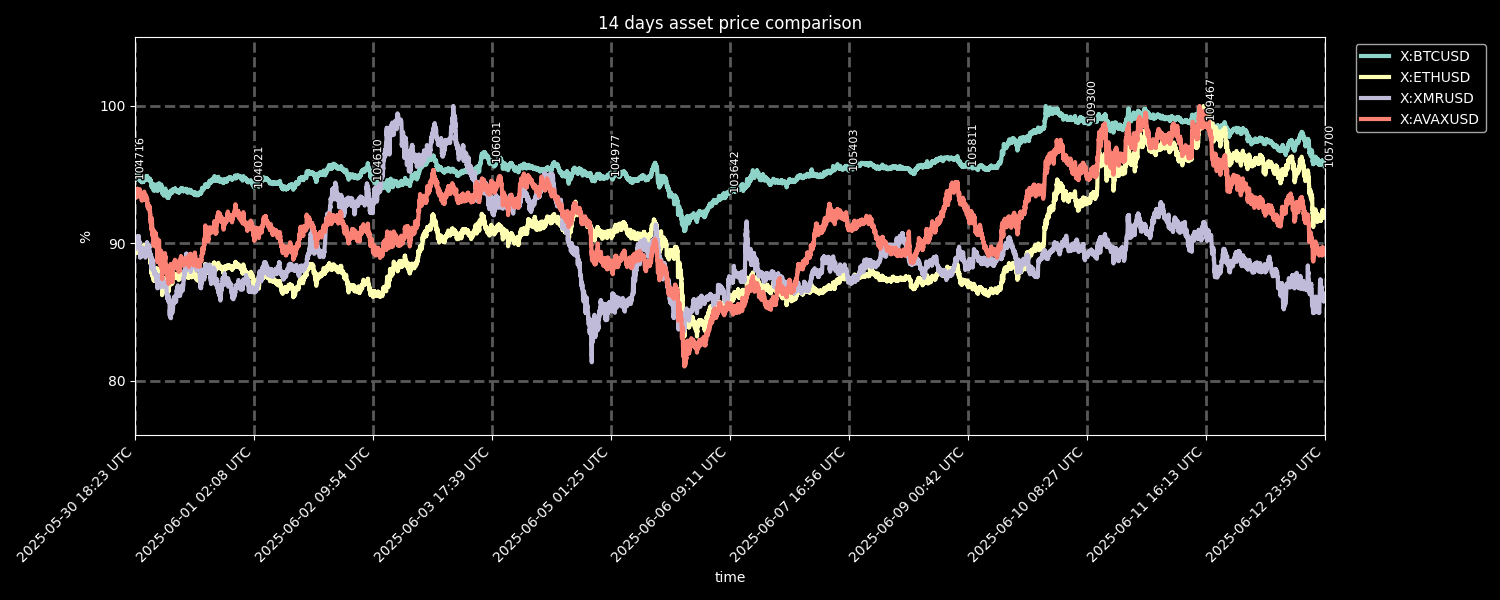 14 days asset price comparison
X:BTCUSD
X:ETHUSD
X:XMRUSD
X:AVAXUSD
%
100
90
80
104716
104021
104610
106031
104977
103642
105403
105811
109300
109467
105700
2025-05-30 18:23 UTC
2025-06-01 02:08 UTC
2025-06-02 09:54 UTC
2025-06-03 17:39 UTC
2025-06-05 01:25 UTC
2025-06-06 09:11 UTC
2025-06-07 16:56 UTC
2025-06-09 00:42 UTC
2025-06-10 08:27 UTC
2025-06-11 16:13 UTC
2025-06-12 23:59 UTC
time